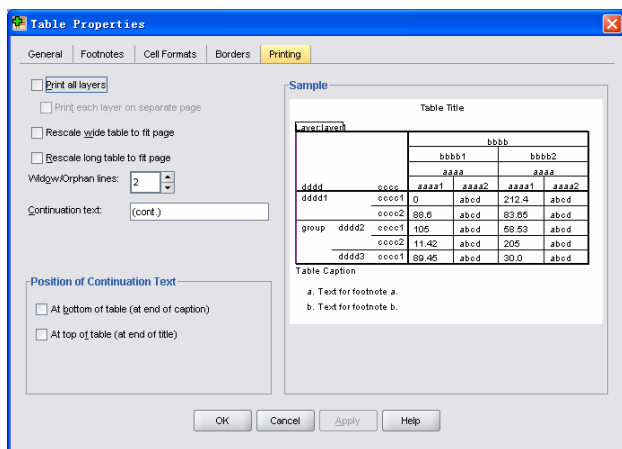 Table Properties
General Footnotes Cell Formats Borders Printing
Print all layers
Print each layer on separate page
Rescale wide table to fit page
Rescale long table to fit page
Widow/Orphan lines: 2
Continuation text: (cont.)
Position of Continuation Text
At bottom of table (at end of caption)
At top of table (at end of title)
Sample
Table Title
Layer:layer1
bbbb
bbbb1 bbbb2
aaaa aaaa
dddd cccc aaaa1 aaaa2 aaaa1 aaaa2
dddd1 cccc1 0 abcd 212.4 abcd
cccc2 88.6 abcd 83.65 abcd
group dddd2 cccc1 105 abcd 58.53 abcd
cccc2 11.42 abcd 205 abcd
dddd3 cccc1 89.45 abcd 30.0 abcd
Table Caption
a. Text for footnote a.
b. Text for footnote b.
OK Cancel Apply Help